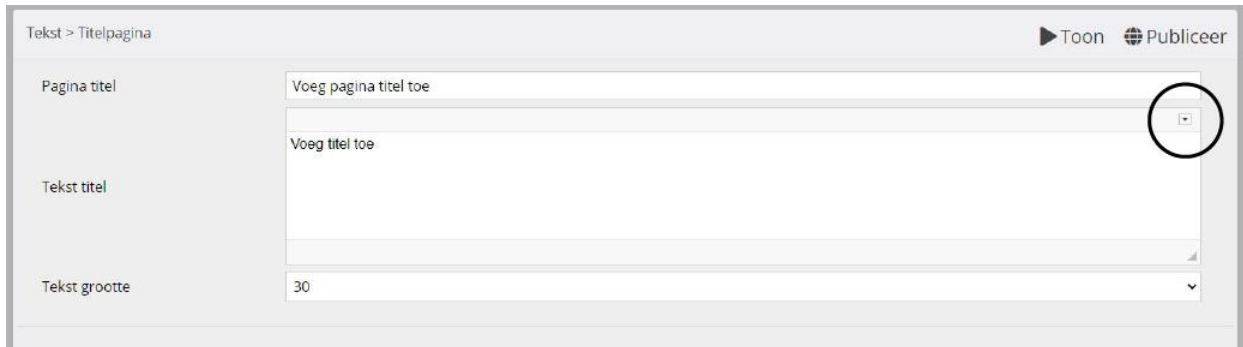 Tekst > Titelpagina
Toon Publiceer
Pagina titel
Voeg pagina titel toe
Voeg titel toe
Tekst titel
Tekst grootte
30